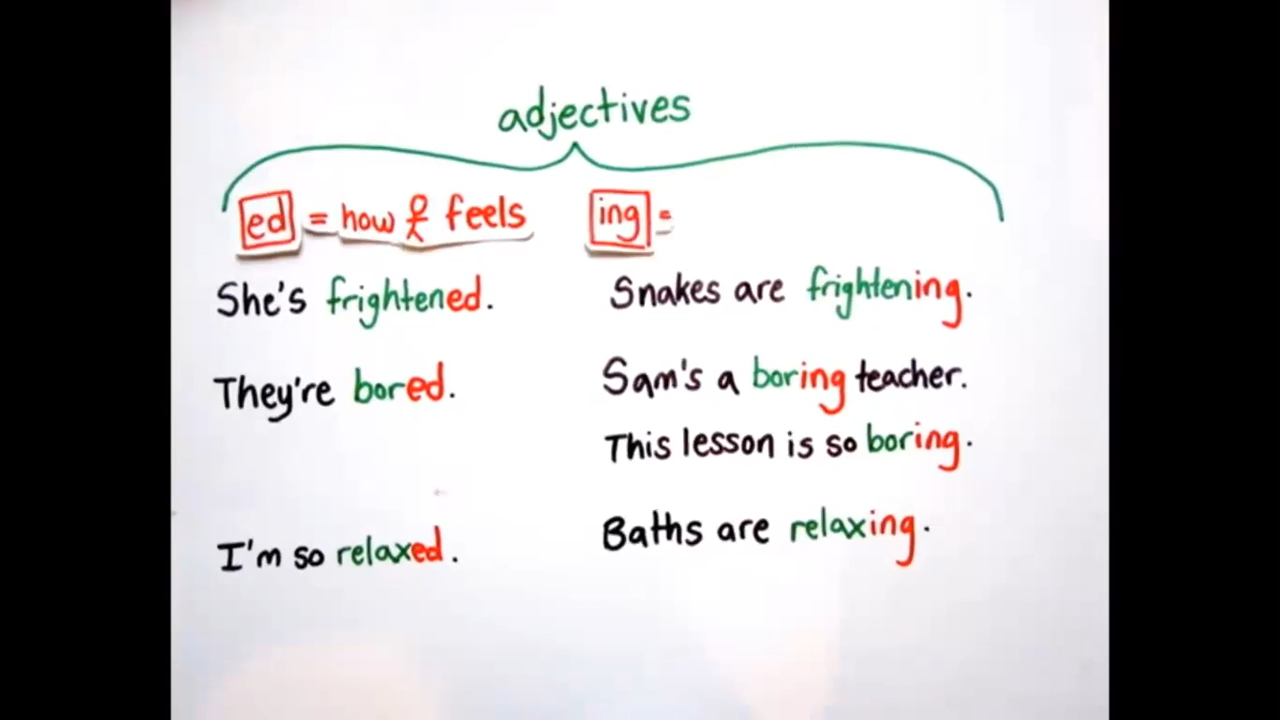 adjectives
ed = how feels
ing =
She's frightened.
Snakes are frightening.
They're bored.
Sam's a boring teacher.
This lesson is so boring.
I'm so relaxed.
Baths are relaxing.